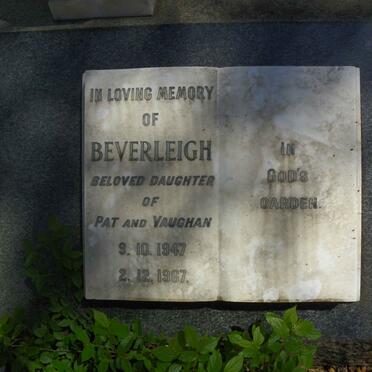 IN LOVING MEMORY
OF
BEVERLEIGH
BELOVED DAUGHTER
OF
PAT AND VAUGHAN
9. 10. 1947
2. 12. 1967.
IN
GOD'S
GARDEN.